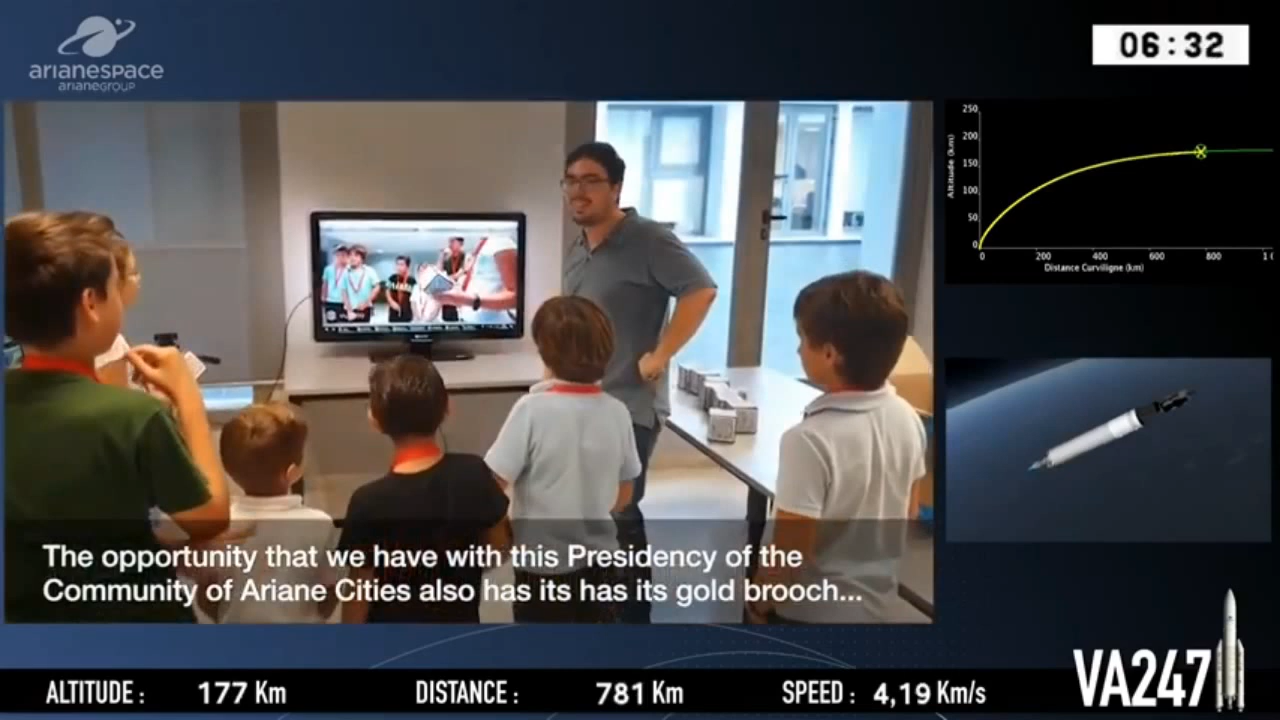 arianespace
arianeGROUP
06:32
250
200
150
100
50
0
Altitude (km)
0 200 400 600 800 1 0
Distance Curviligne (km)
The opportunity that we have with this Presidency of the
Community of Ariane Cities also has its has its gold brooch...
ALTITUDE : 177 Km DISTANCE : 781 Km SPEED : 4,19 Km/s
VA247